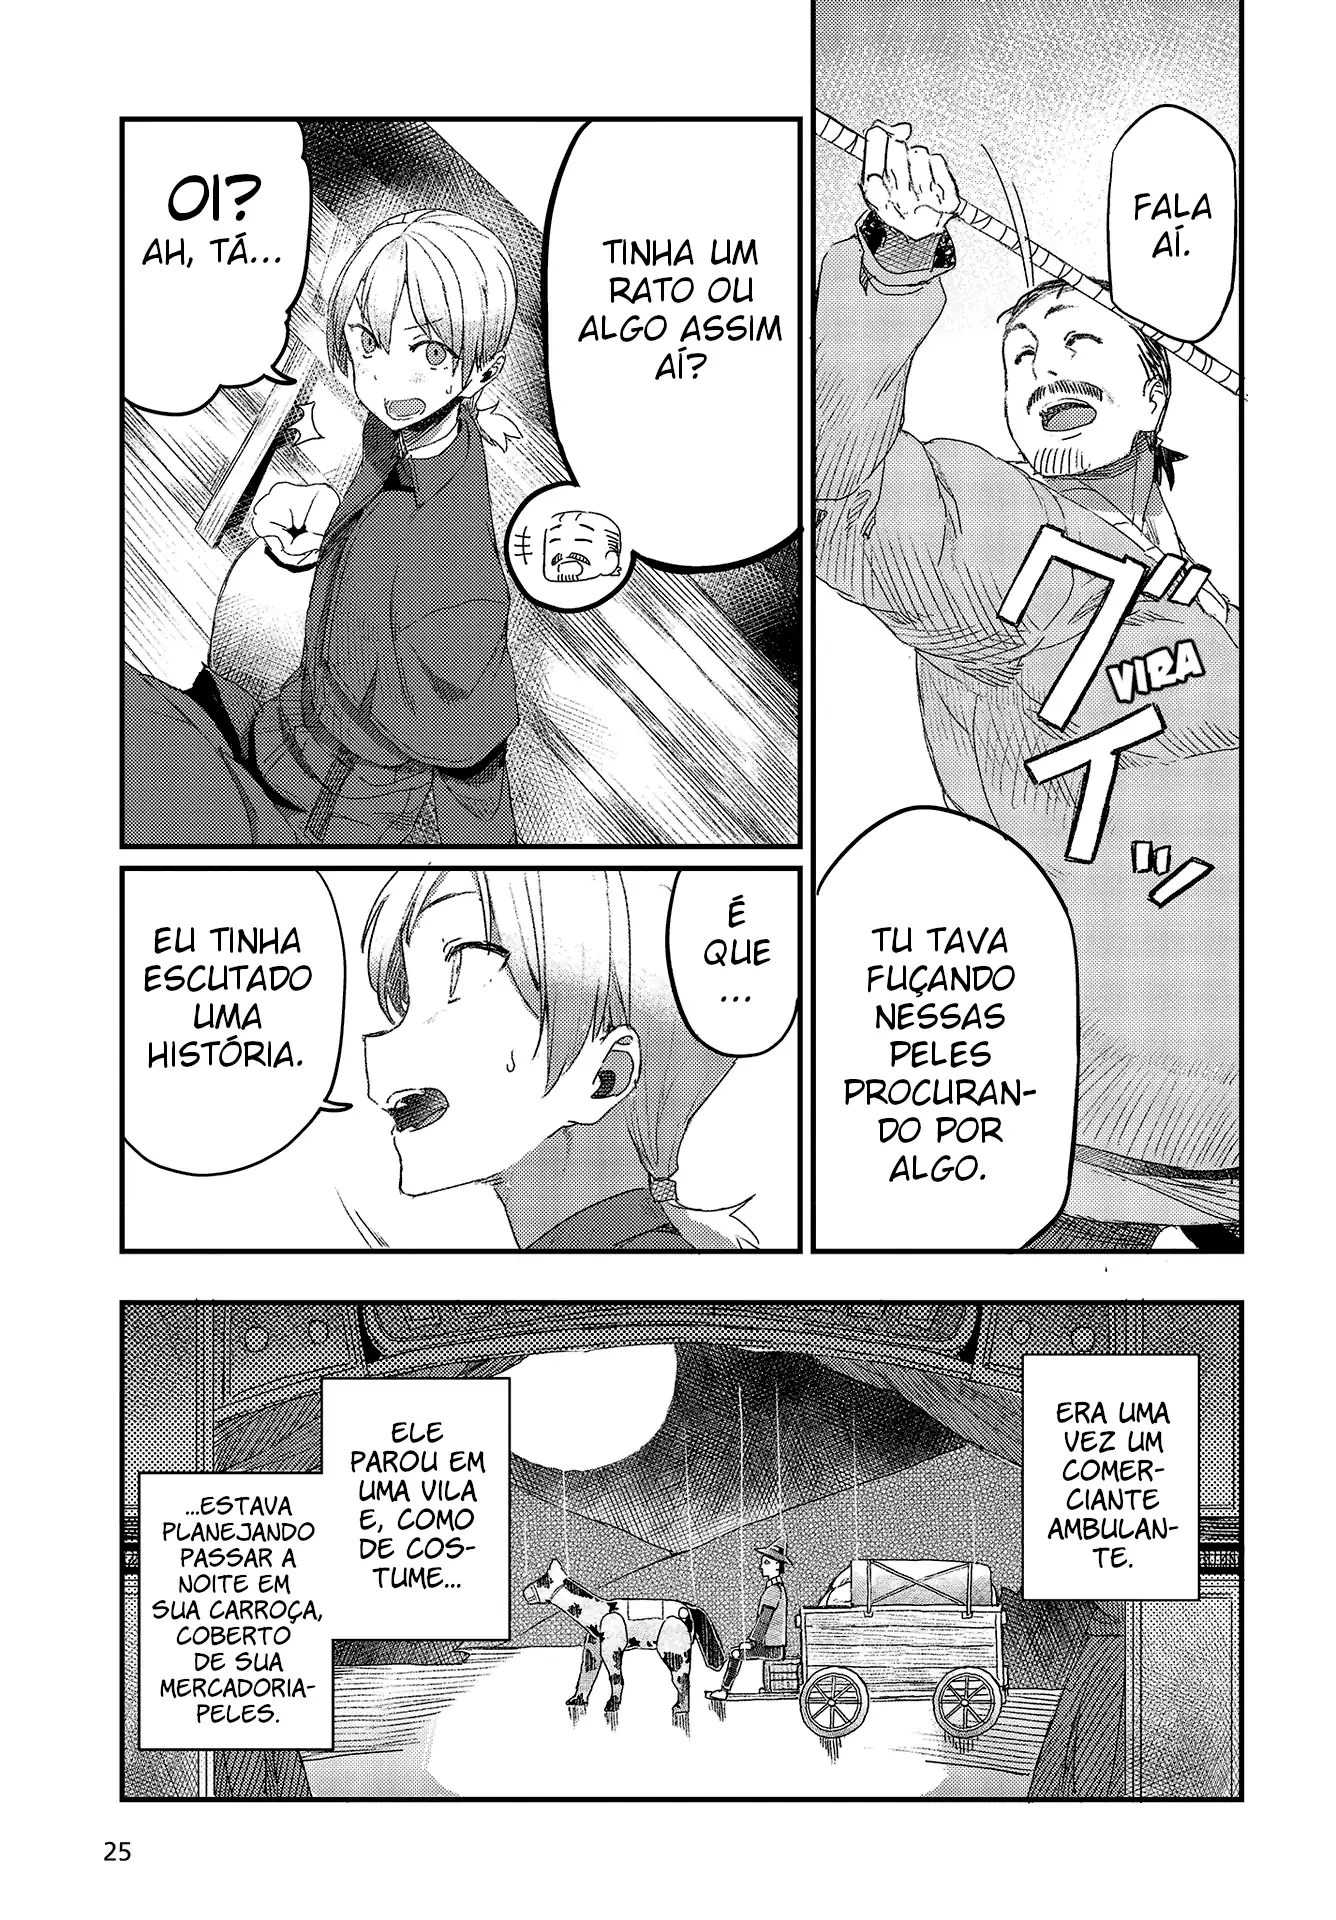 FALA
AÍ.
グイッ
VIRA
TU TAVA
FUÇANDO
NESSAS
PELES
PROCURAN-
DO POR
ALGO.
TINHA UM
RATO OU
ALGO ASSIM
AÍ?
OI?
AH, TÁ...
É
QUE
...
EU TINHA
ESCUTADO
UMA
HISTÓRIA.
ERA UMA
VEZ UM
COMER-
CIANTE
AMBULAN-
TE.
ELE
PAROU EM
UMA VILA
E, COMO
DE COS-
TUME...
...ESTAVA
PLANEJANDO
PASSAR A
NOITE EM
SUA CARROÇA,
COBERTO
DE SUA
MERCADORIA-
PELES.
25